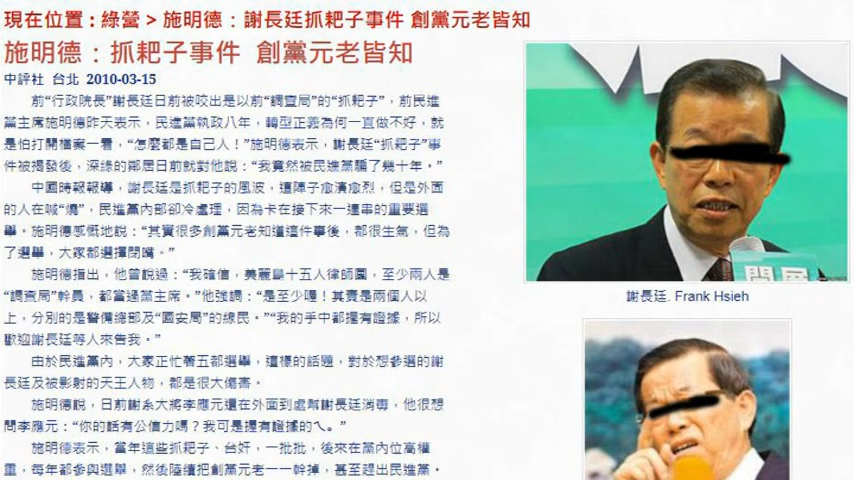 現在位置：綠營 > 施明德：謝長廷抓耙子事件 創黨元老皆知
施明德：抓耙子事件 創黨元老皆知
中評社 台北 2010-03-15
前“行政院長”謝長廷日前被咬出是以前“調查局”的“抓耙子”，前民進
黨主席施明德昨天表示，民進黨執政八年，轉型正義為何一直做不好，就
是怕打開檔案一看，“怎麼都是自己人！”施明德表示，謝長廷“抓耙子”事
件被揭發後，深綠的鄰居日前就對他說：“我竟然被民進黨騙了幾十年。”
中國時報報導，謝長廷是抓耙子的風波，這陣子愈演愈烈，但是外面
的人在喊“燒”，民進黨內部卻冷處理，因為卡在接下來一連串的重要選
舉。施明德感慨地說：“其實很多創黨元老知道這件事後，都很生氣，但為
了選舉，大家都選擇閉嘴。”
施明德指出，他曾說過：“我確信，美麗島十五人律師團，至少兩人是
“調查局”幹員，都當過黨主席。”他強調：“是至少喔！其實是兩個人以
上，分別的是警備總部及“國安局”的線民。”“我的手中都握有證據，所以
歡迎謝長廷等人來告我。”
由於民進黨內，大家正忙著五都選舉，這樣的話題，對於想參選的謝
長廷及被影射的天王人物，都是很大傷害。
施明德說，日前謝系大將李應元還在外面到處幫謝長廷消毒，他很想
問李應元：“你的話有公信力嗎？我可是握有證據的ㄟ。”
施明德表示，當年這些抓耙子、台奸，一批批，後來在黨內位高權
重，每年都參與選舉，然後陸續把創黨元老一一幹掉，甚至趕出民進黨。
謝長廷. Frank Hsieh